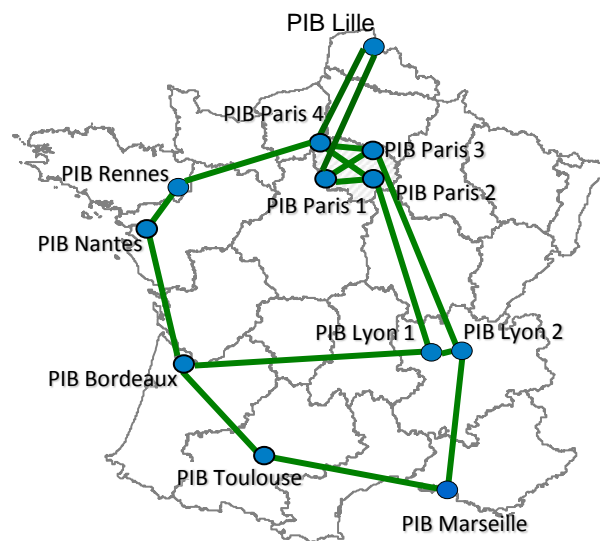 PIB Lille
PIB Paris 4
PIB Paris 3
PIB Rennes
PIB Paris 1
PIB Paris 2
PIB Nantes
PIB Lyon 1
PIB Lyon 2
PIB Bordeaux
PIB Toulouse
PIB Marseille